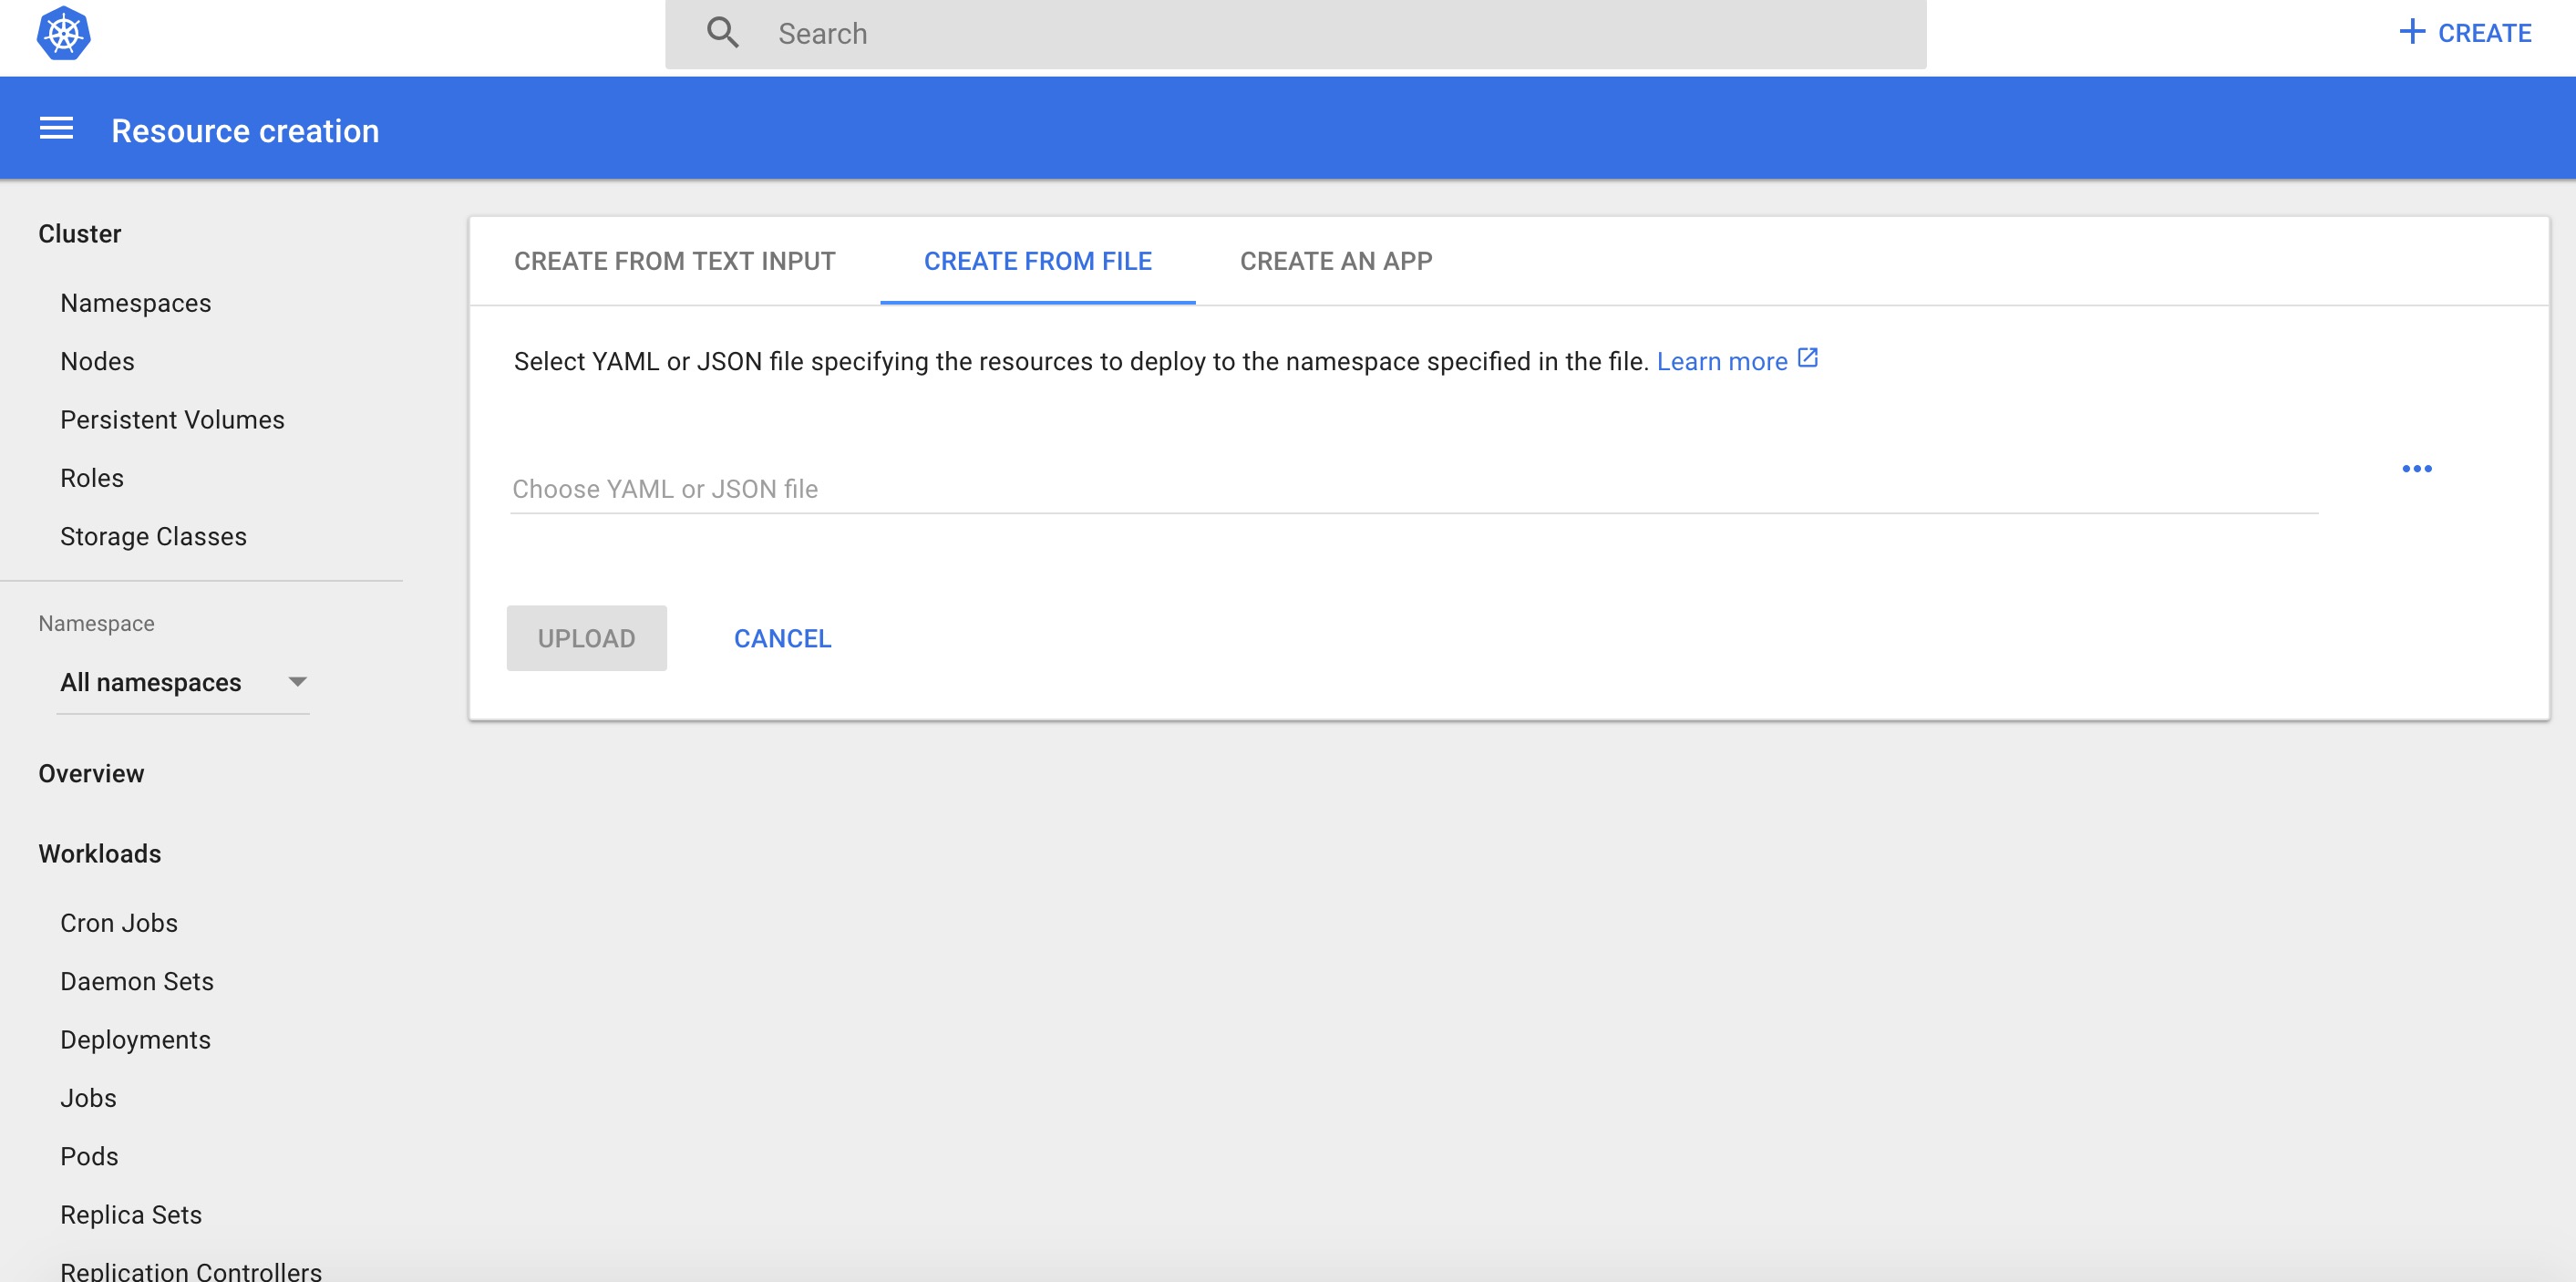 Search
CREATE
Resource creation
Cluster
Namespaces
Nodes
Persistent Volumes
Roles
Storage Classes
Namespace
All namespaces
Overview
Workloads
Cron Jobs
Daemon Sets
Deployments
Jobs
Pods
Replica Sets
Replication Controllers
CREATE FROM TEXT INPUT CREATE FROM FILE CREATE AN APP
Select YAML or JSON file specifying the resources to deploy to the namespace specified in the file. Learn more
Choose YAML or JSON file
UPLOAD CANCEL